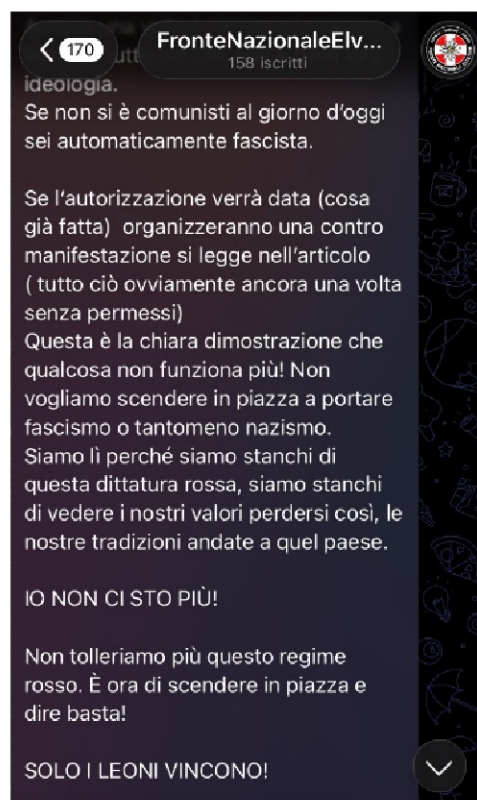 170
FronteNazionaleElv...
158 iscritti
ideologia.
Se non si è comunisti al giorno d'oggi
sei automaticamente fascista.
Se l'autorizzazione verrà data (cosa
già fatta)  organizzeranno una contro
manifestazione si legge nell'articolo
( tutto ciò ovviamente ancora una volta
senza permessi)
Questa è la chiara dimostrazione che
qualcosa non funziona più! Non
vogliamo scendere in piazza a portare
fascismo o tantomeno nazismo.
Siamo lì perché siamo stanchi di
questa dittatura rossa, siamo stanchi
di vedere i nostri valori perdersi così, le
nostre tradizioni andate a quel paese.
IO NON CI STO PIÙ!
Non tolleriamo più questo regime
rosso. È ora di scendere in piazza e
dire basta!
SOLO I LEONI VINCONO!